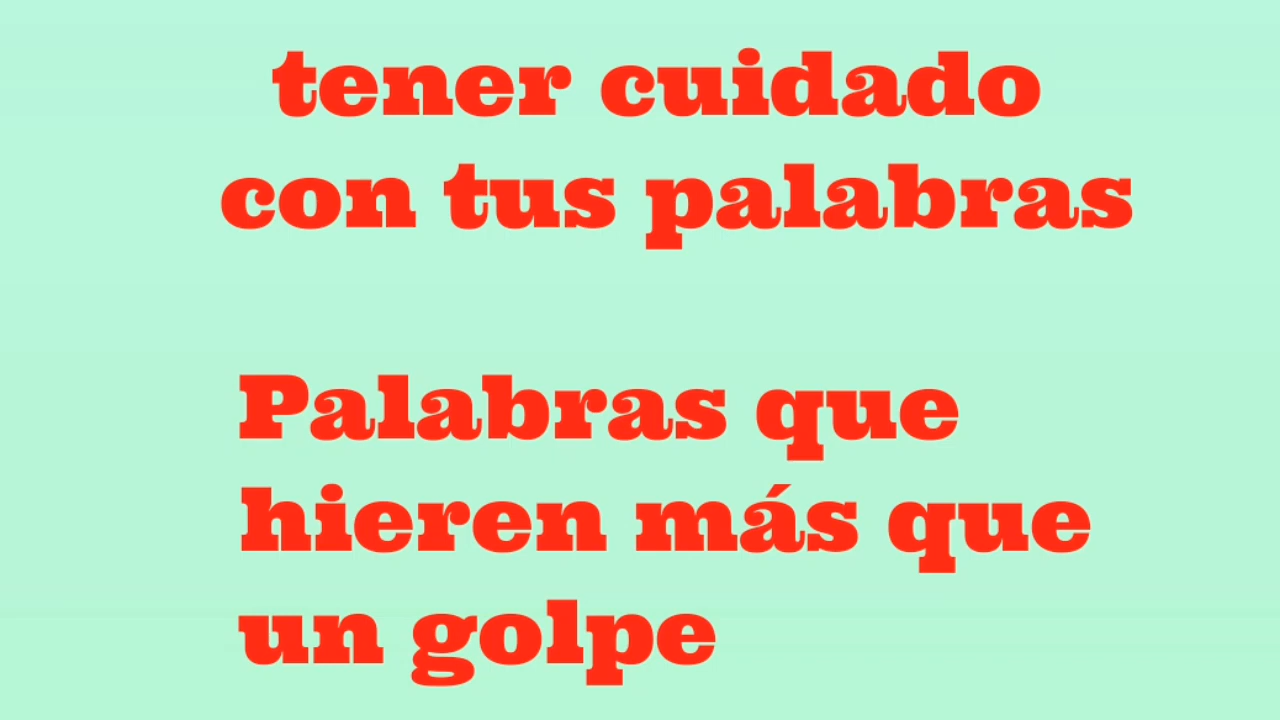 tener cuidado
con tus palabras
Palabras que
hieren más que
un golpe